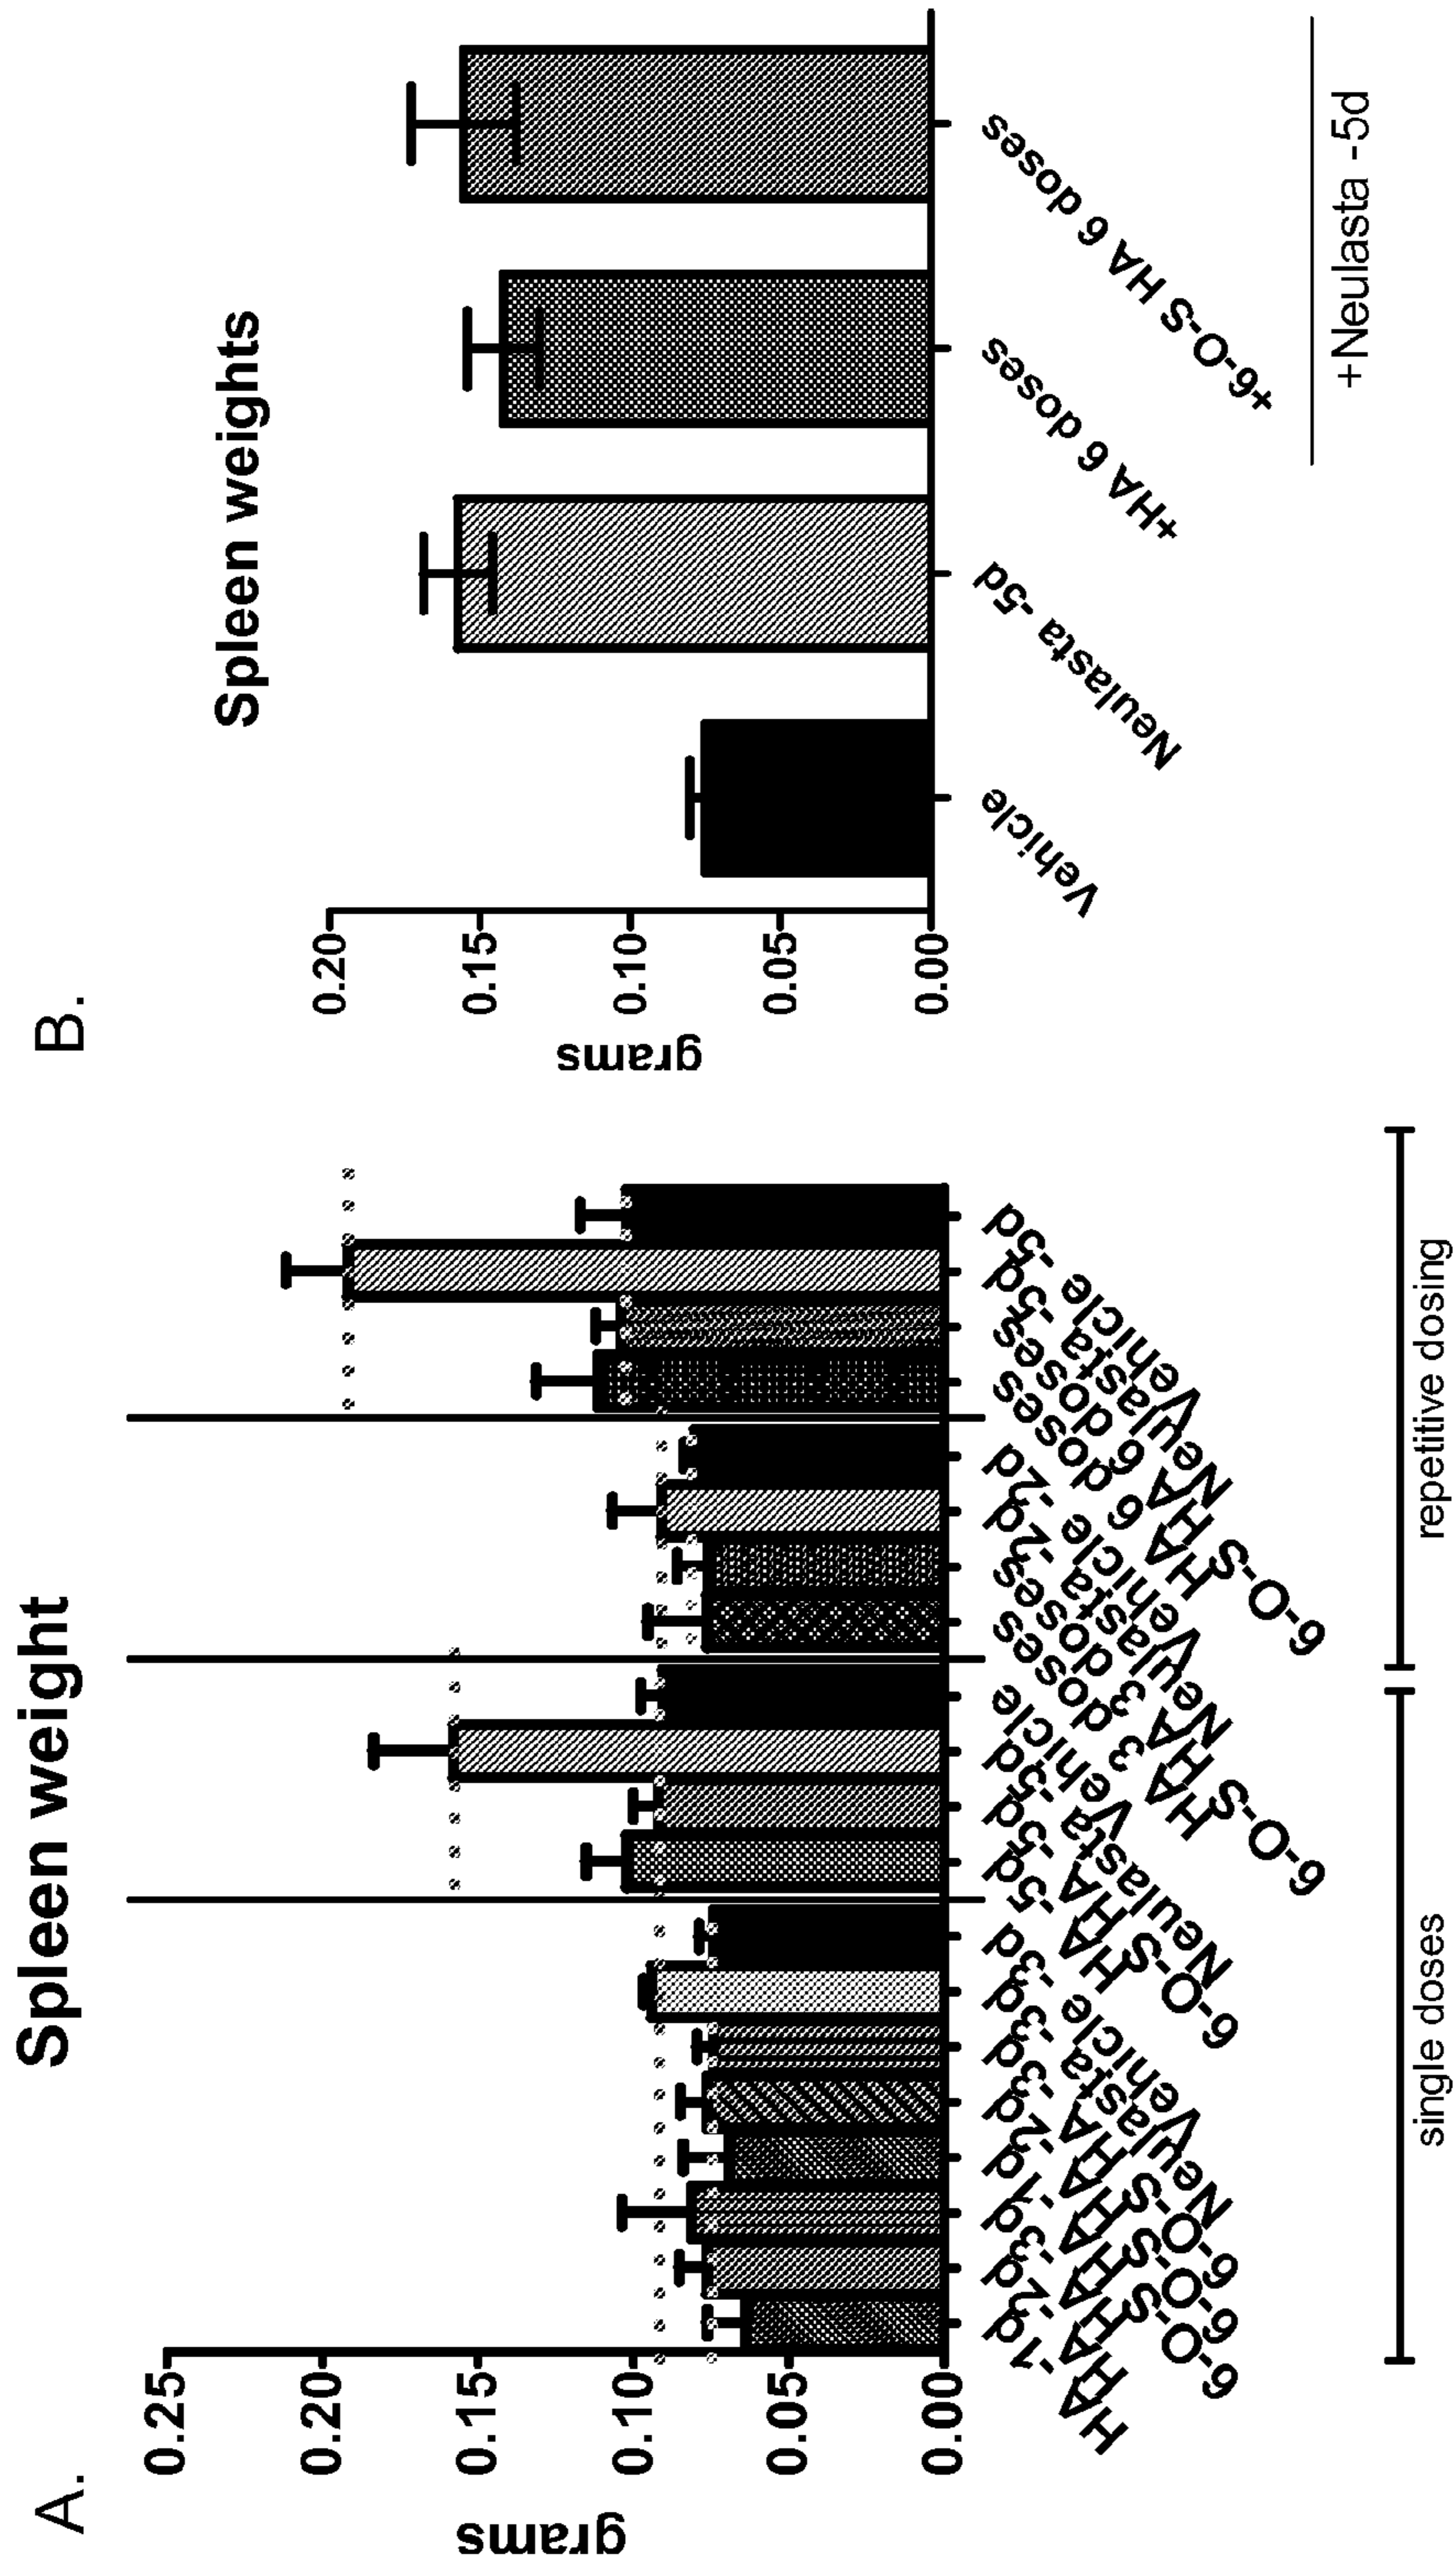 A.
Spleen weight
grams
0.25
0.20
0.15
0.10
0.05
0.00
HA -1d
HA -2d
HA -3d
6-O-S HA -1d
6-O-S HA -2d
6-O-S HA -3d
Neulasta -3d
Vehicle -3d
HA -5d
6-O-S HA -5d
Neulasta -5d
Vehicle
HA 3 doses
6-O-S HA 3 doses
Neulasta -2d
Vehicle -2d
HA 6 doses
6-O-S HA 6 doses
Neulasta -5d
Vehicle -5d
single doses
repetitive dosing
B.
Spleen weights
grams
0.20
0.15
0.10
0.05
0.00
Vehicle
Neulasta -5d
+HA 6 doses
+6-O-S HA 6 doses
+Neulasta -5d